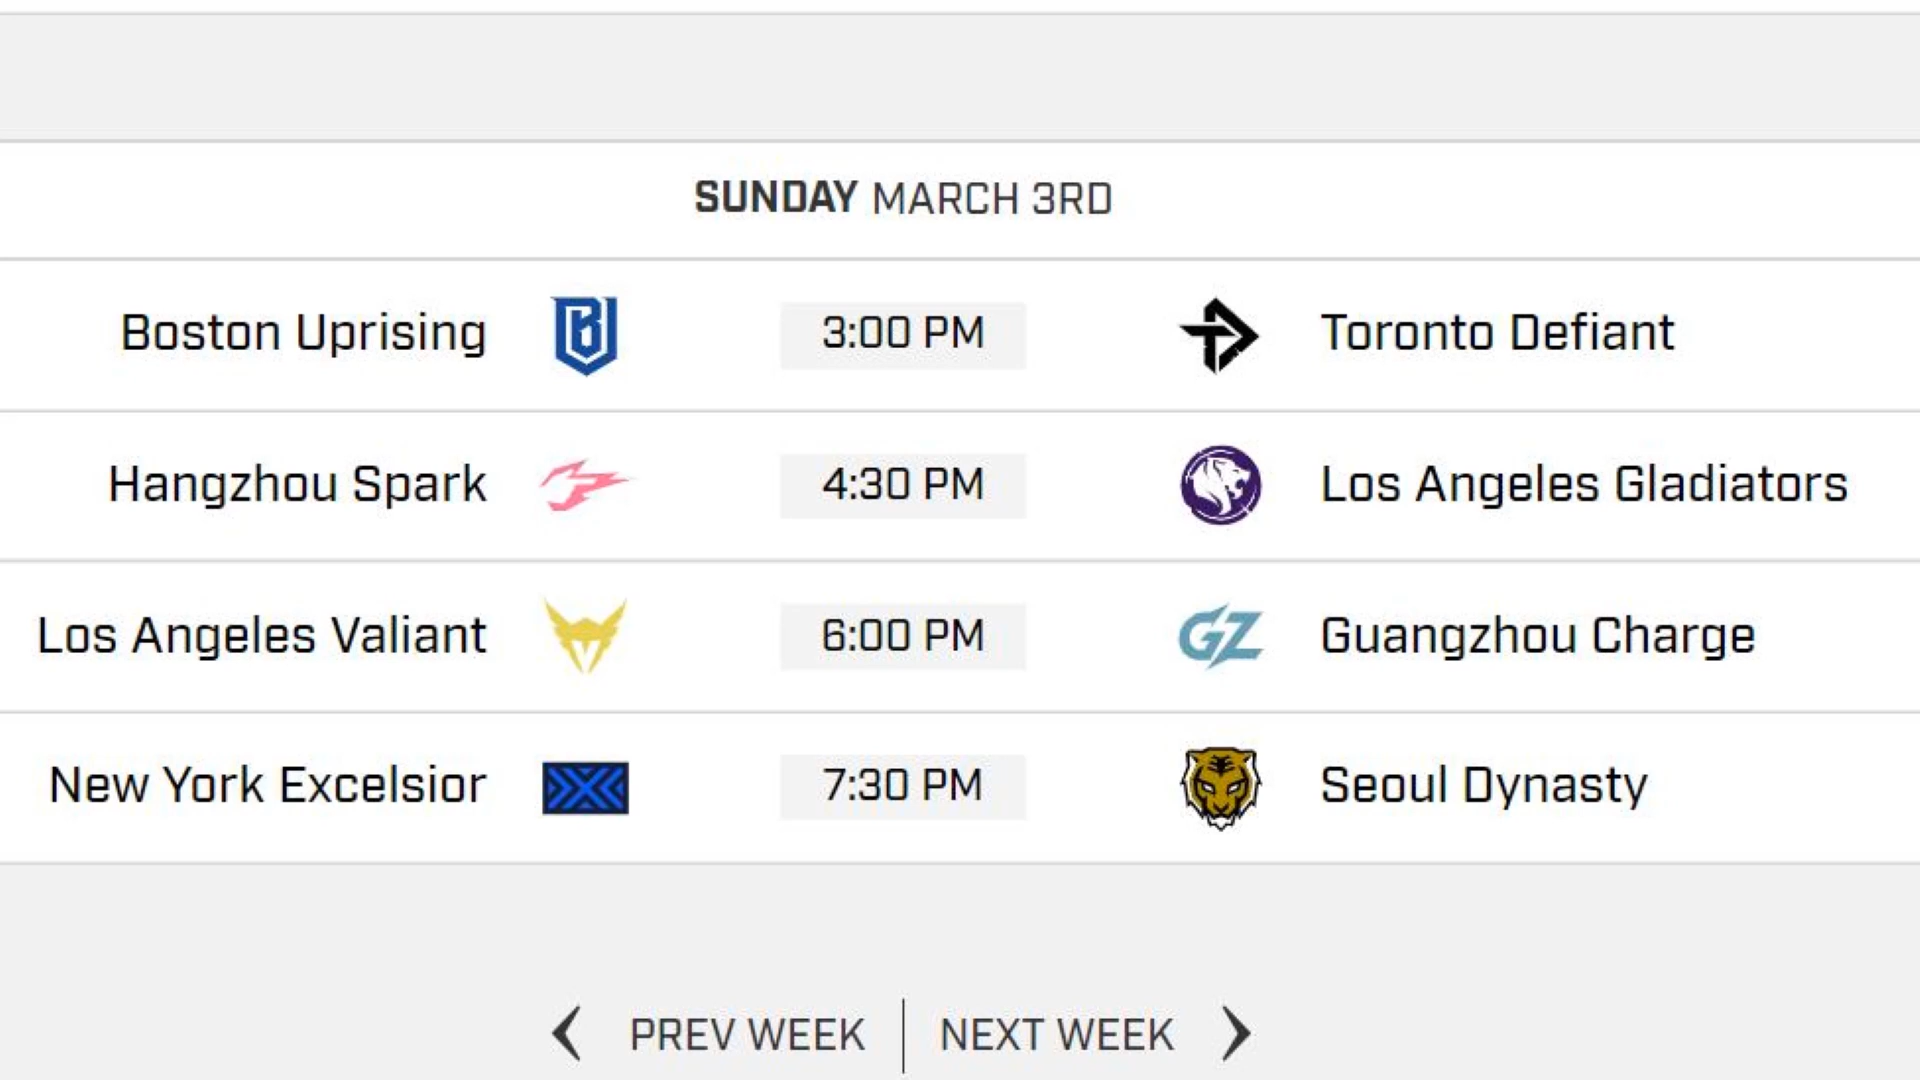 SUNDAY MARCH 3RD
Boston Uprising 3:00 PM Toronto Defiant
Hangzhou Spark 4:30 PM Los Angeles Gladiators
Los Angeles Valiant 6:00 PM GZ Guangzhou Charge
New York Excelsior 7:30 PM Seoul Dynasty
PREV WEEK NEXT WEEK